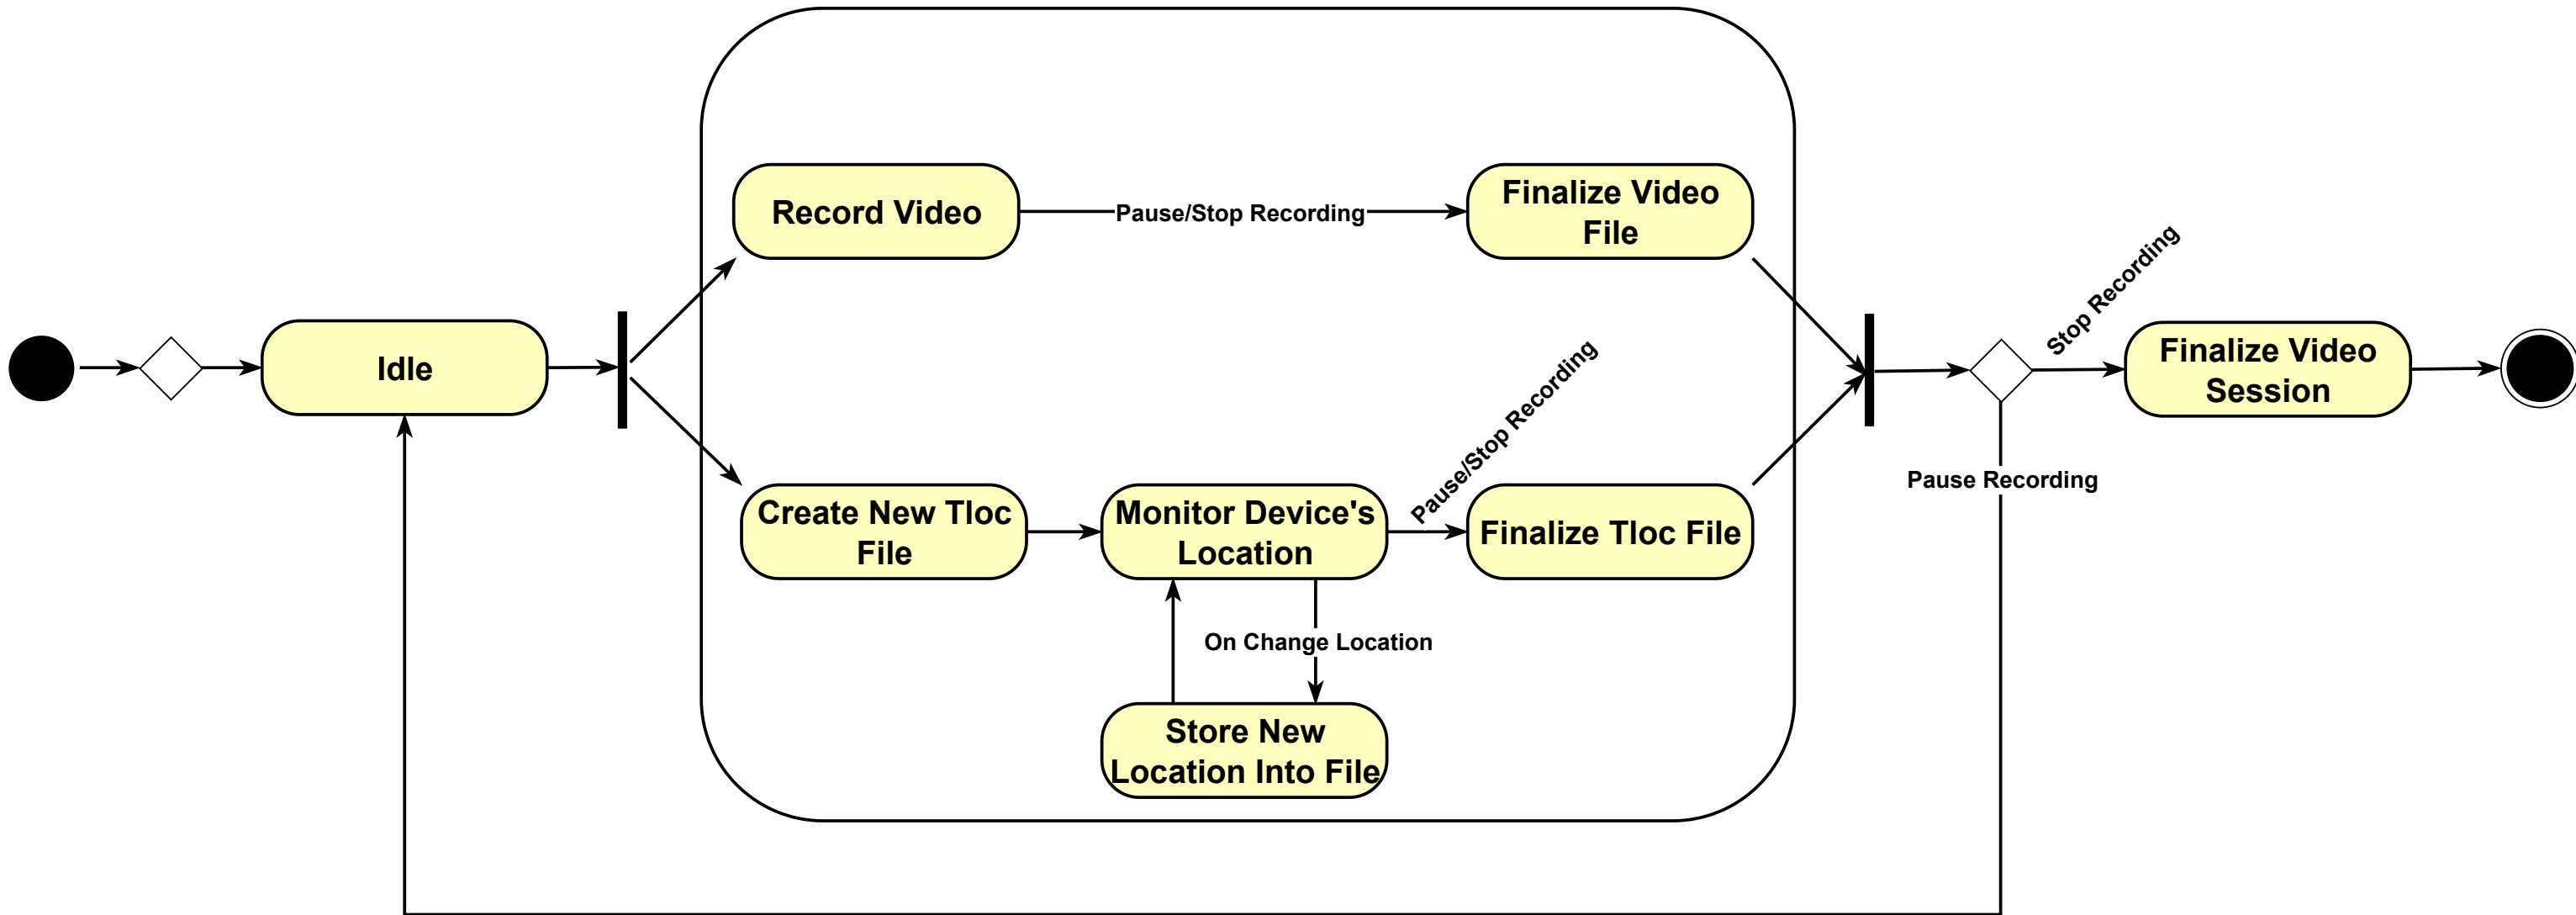 Record Video
Pause/Stop Recording
Finalize Video
File
Idle
Stop Recording
Finalize Video
Session
Pause/Stop Recording
Pause Recording
Create New Tloc
File
Monitor Device's
Location
Finalize Tloc File
On Change Location
Store New
Location Into File